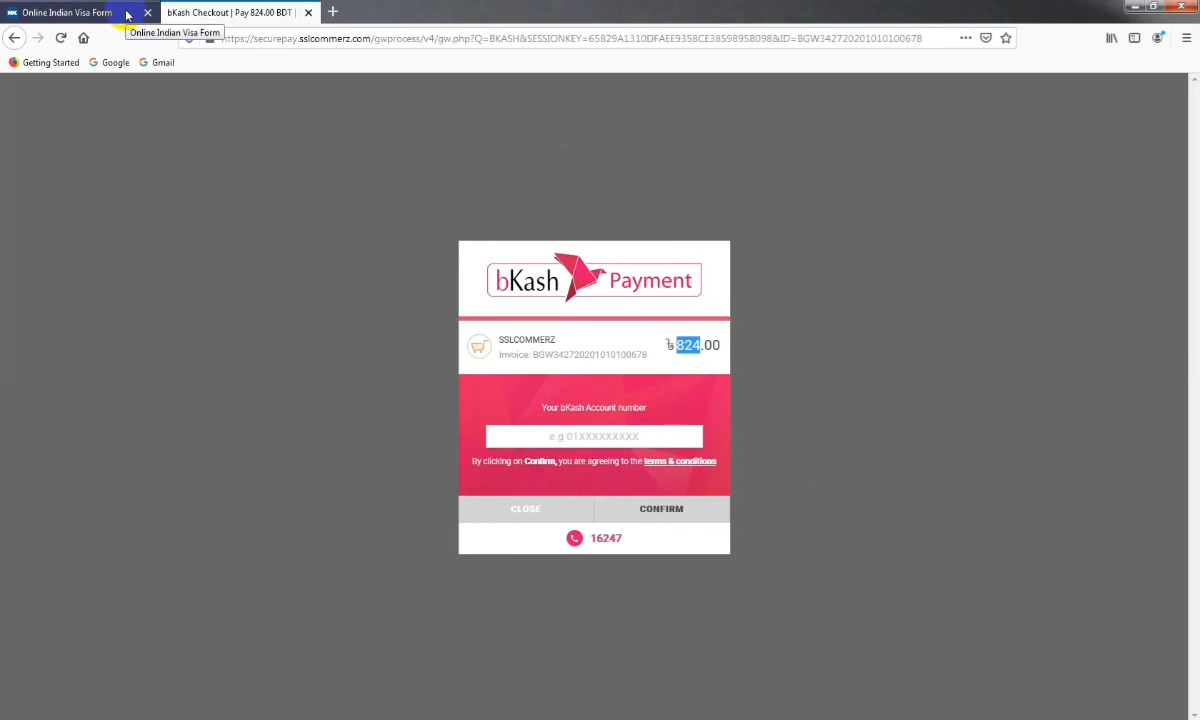 NK Online Indian Visa Form
bKash Checkout | Pay 824.00 BDT |
Online Indian Visa Form
https://securepay.sslcommerz.com/gwprocess/v4/gw.php?Q=BKASH&SESSIONKEY=65829A1310DFAEE9358CE3859895B098&ID=BGW342720201010100678
Getting Started
Google
Gmail
bKash Payment
SSLCOMMERZ
Invoice: BGW342720201010100678
৳ 824.00
Your bKash Account number
e.g 01XXXXXXXXX
By clicking on Confirm, you are agreeing to the terms & conditions
CLOSE
CONFIRM
16247